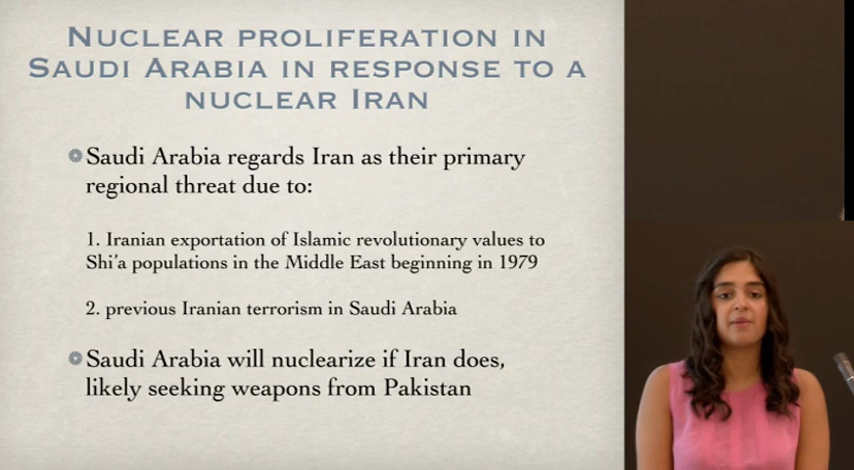 NUCLEAR PROLIFERATION IN
SAUDI ARABIA IN RESPONSE TO A
NUCLEAR IRAN
Saudi Arabia regards Iran as their primary
regional threat due to:
1. Iranian exportation of Islamic revolutionary values to
Shi'a populations in the Middle East beginning in 1979
2. previous Iranian terrorism in Saudi Arabia
Saudi Arabia will nuclearize if Iran does,
likely seeking weapons from Pakistan